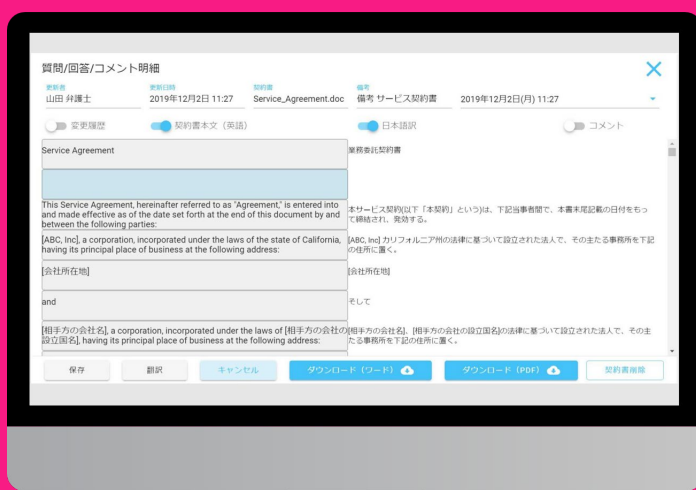 質問/回答/コメント明細
更新者
山田 弁護士
更新日時
2019年12月2日 11:27
契約書
Service_Agreement.doc
備考
備考 サービス契約書
2019年12月2日(月) 11:27
変更履歴
契約書本文（英語）
日本語訳
コメント
Service Agreement
業務委託契約書
This Service Agreement, hereinafter referred to as "Agreement," is entered into
and made effective as of the date set forth at the end of this document by and
between the following parties:
本サービス契約(以下「本契約」という)は、下記当事者間で、本書末尾記載の日付をもっ
て締結され、発効する。
[ABC, Inc], a corporation, incorporated under the laws of the state of California,
having its principal place of business at the following address:
[ABC, Inc] カリフォルニア州の法律に基づいて設立された法人で、その主たる事務所を下記
の住所に置く。
[会社所在地]
[会社所在地]
and
そして
[相手方の会社名], a corporation, incorporated under the laws of [相手方の会社の
設立国名], having its principal place of business at the following address:
[相手方の会社名]、[相手方の会社の設立国名]の法律に基づいて設立された法人で、その主
たる事務所を下記の住所に置く。
保存
翻訳
キャンセル
ダウンロード（ワード）
ダウンロード（PDF）
契約書削除